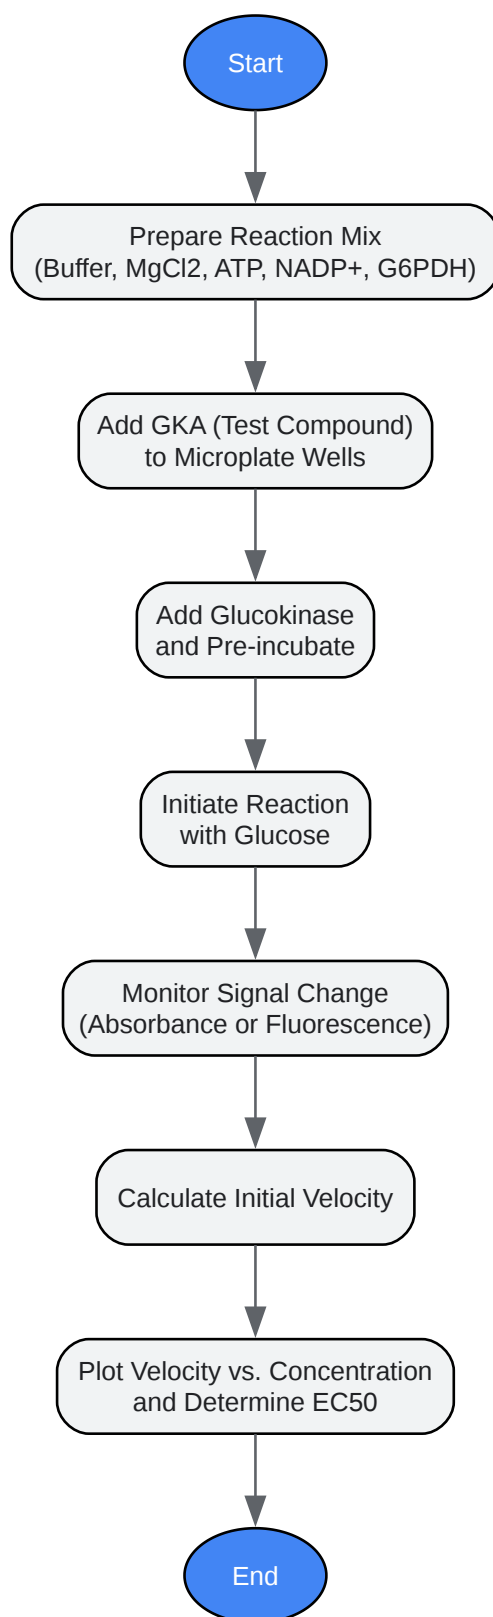 Start
Prepare Reaction Mix
(Buffer, MgCl2, ATP, NADP+, G6PDH)
Add GKA (Test Compound)
to Microplate Wells
Add Glucokinase
and Pre-incubate
Initiate Reaction
with Glucose
Monitor Signal Change
(Absorbance or Fluorescence)
Calculate Initial Velocity
Plot Velocity vs. Concentration
and Determine EC50
End